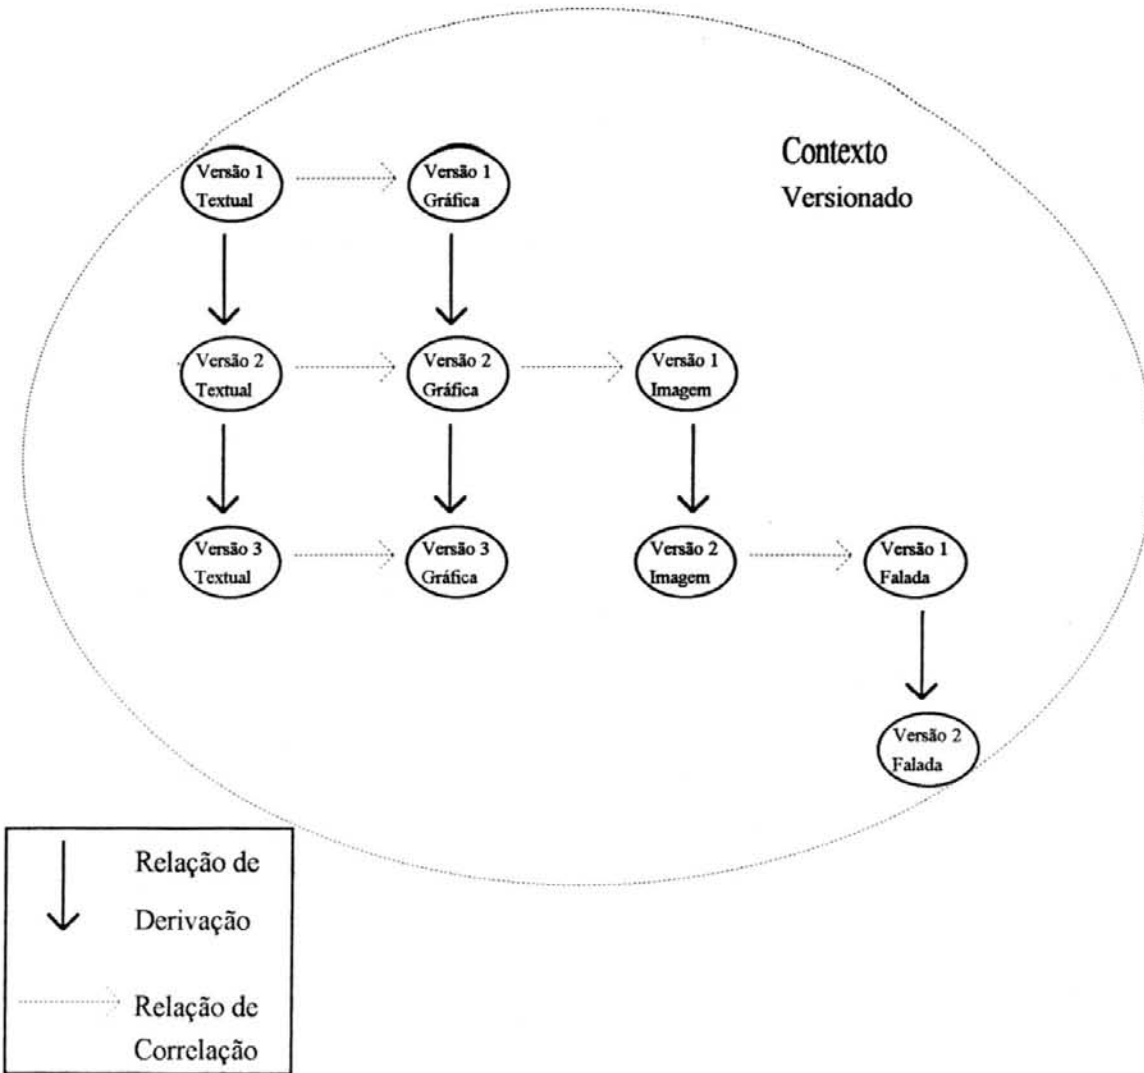 Contexto
Versionado
Versão 1
Textual
Versão 1
Gráfica
Versão 2
Textual
Versão 2
Gráfica
Versão 1
Imagem
Versão 3
Textual
Versão 3
Gráfica
Versão 2
Imagem
Versão 1
Falada
Versão 2
Falada
Relação de
Derivação
Relação de
Correlação